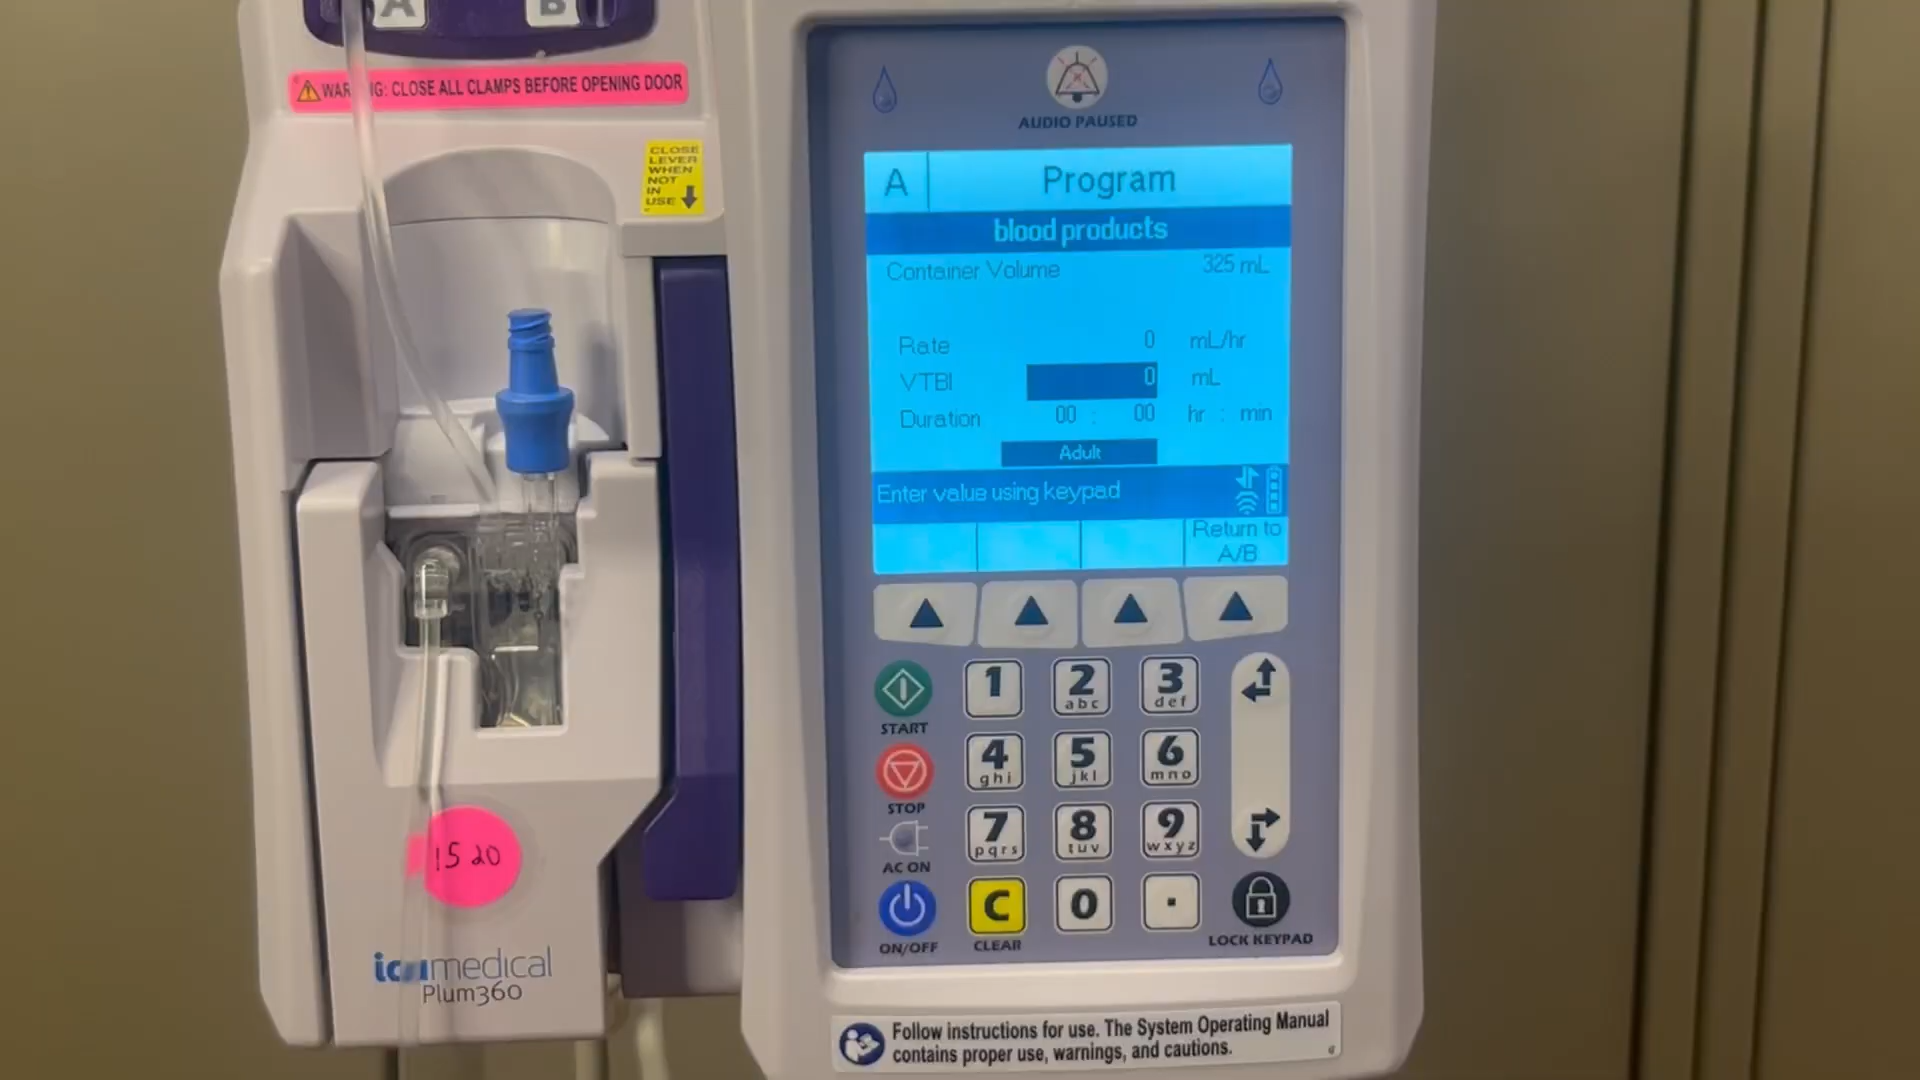 A
B
WARNING: CLOSE ALL CLAMPS BEFORE OPENING DOOR
CLOSE
LEVER
WHEN
NOT
IN
USE
1520
icumedical
Plum360
AUDIO PAUSED
A Program
blood products
Container Volume 325 mL
Rate 0 mL/hr
VTBI 0 mL
Duration 00 : 00 hr : min
Adult
Enter value using keypad
Return to
A/B
START
1 2 abc 3 def
STOP
4 ghi 5 jkl 6 mno
AC ON
7 pqrs 8 tuv 9 wxyz
ON/OFF
C 0 .
CLEAR
LOCK KEYPAD
Follow instructions for use. The System Operating Manual
contains proper use, warnings, and cautions.